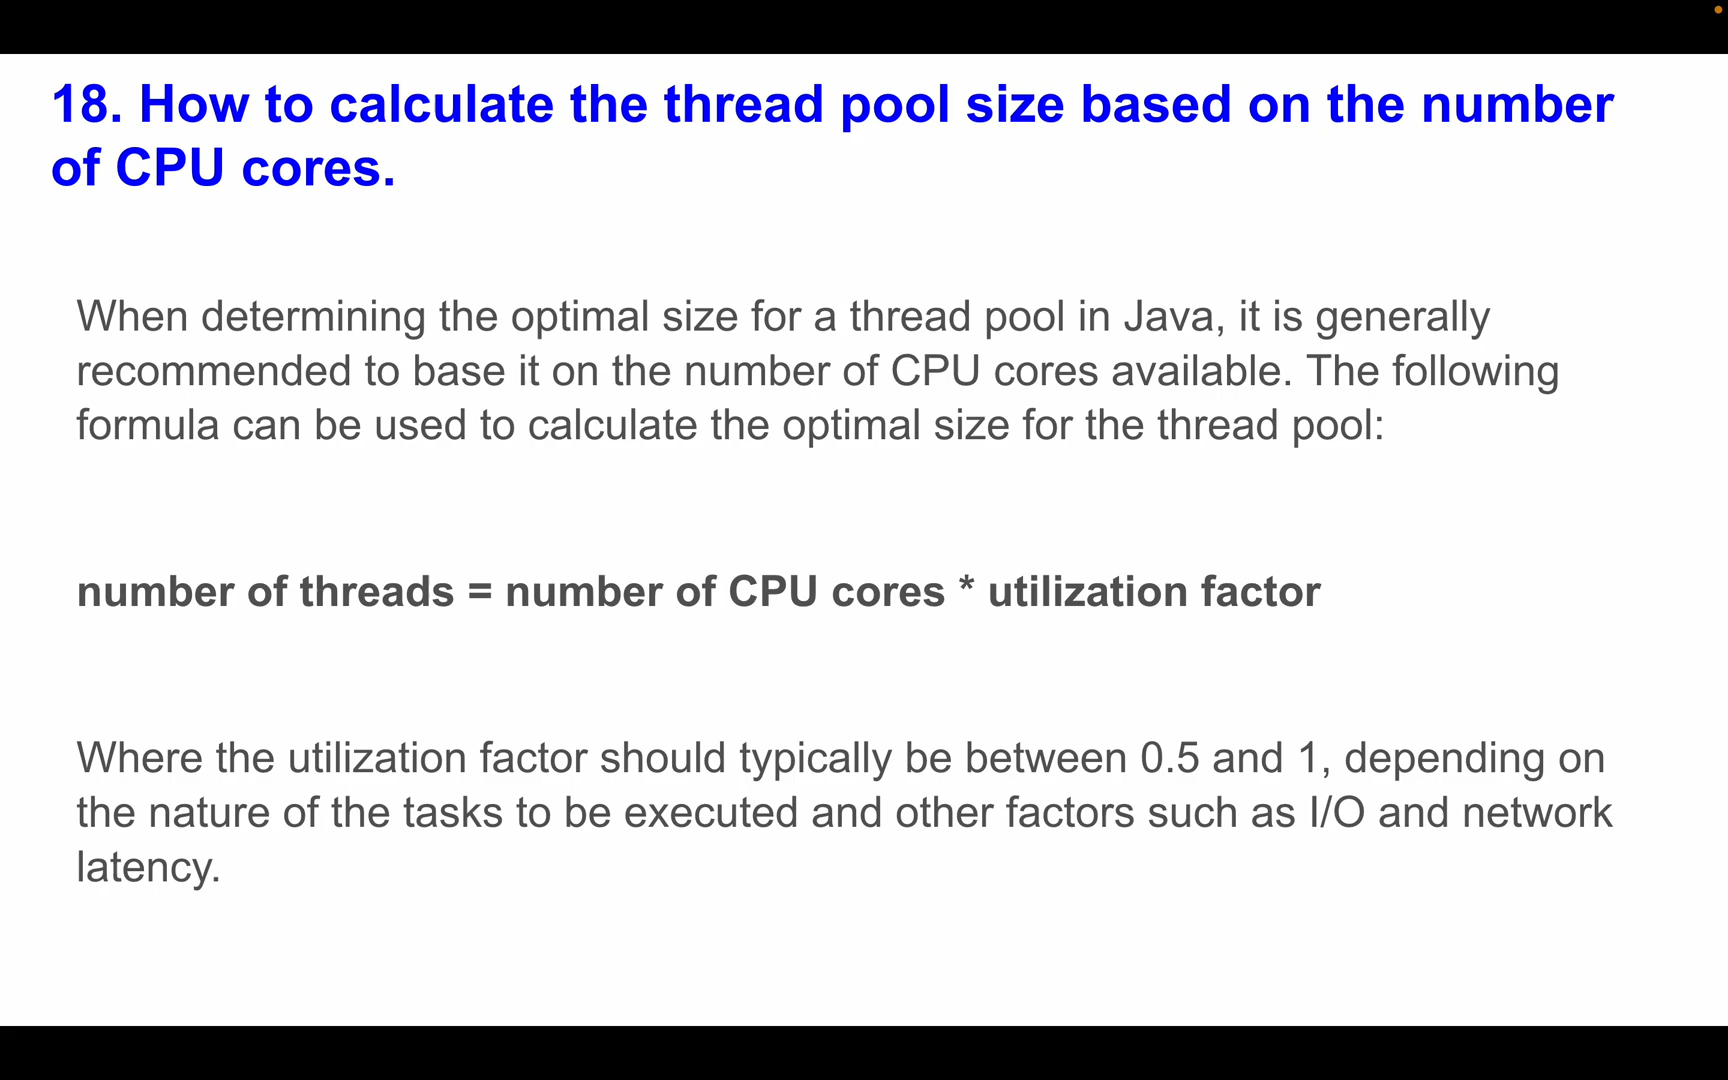 18. How to calculate the thread pool size based on the number
of CPU cores.
When determining the optimal size for a thread pool in Java, it is generally
recommended to base it on the number of CPU cores available. The following
formula can be used to calculate the optimal size for the thread pool:
number of threads = number of CPU cores * utilization factor
Where the utilization factor should typically be between 0.5 and 1, depending on
the nature of the tasks to be executed and other factors such as I/O and network
latency.